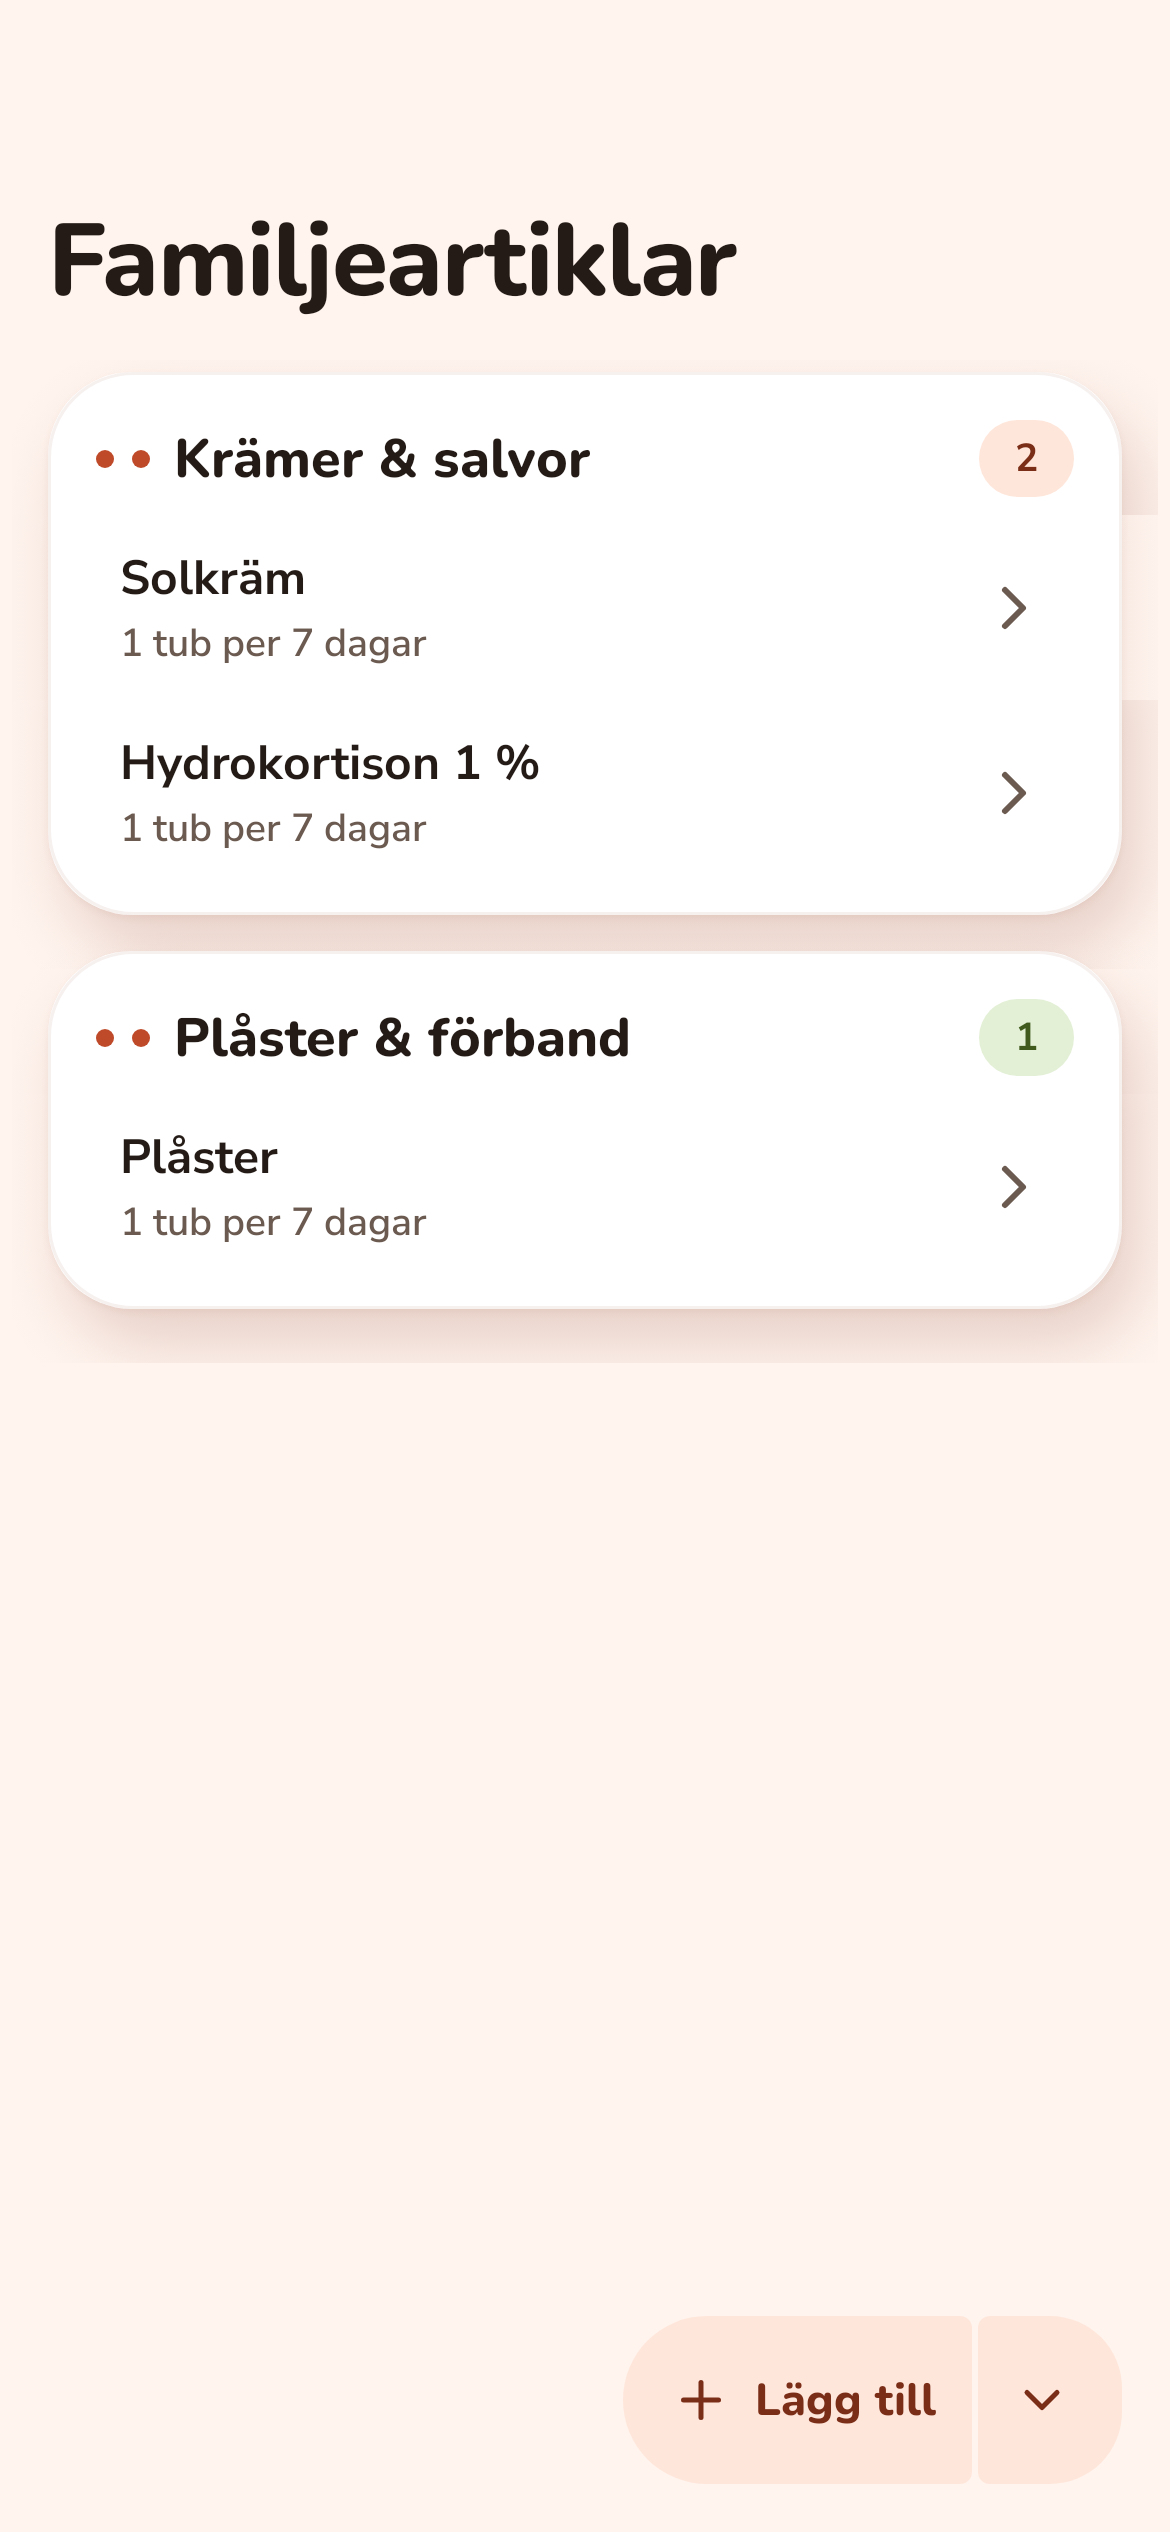 Familjeartiklar
Krämer & salvor
2
Solkräm
1 tub per 7 dagar
Hydrokortison 1 %
1 tub per 7 dagar
Plåster & förband
1
Plåster
1 tub per 7 dagar
Lägg till